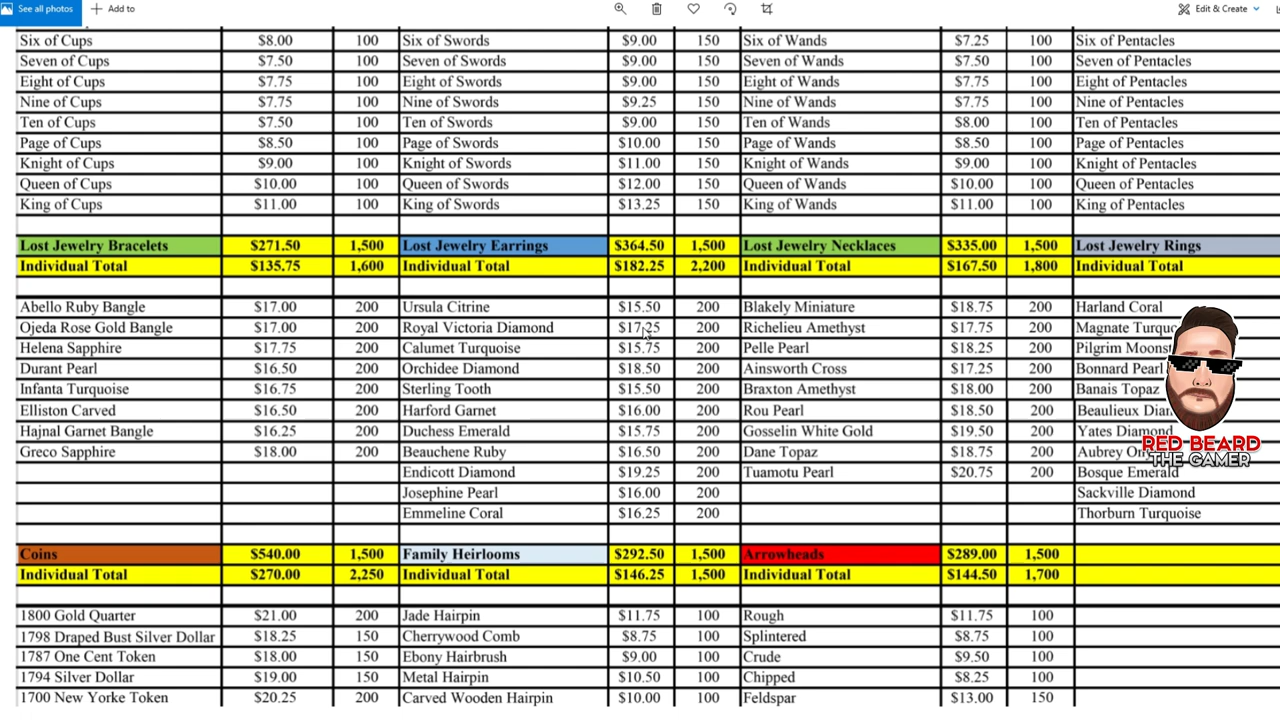 See all photos + Add to Edit & Create
Six of Cups $8.00 100 Six of Swords $9.00 150 Six of Wands $7.25 100 Six of Pentacles
Seven of Cups $7.50 100 Seven of Swords $9.00 150 Seven of Wands $7.50 100 Seven of Pentacles
Eight of Cups $7.75 100 Eight of Swords $9.00 150 Eight of Wands $7.75 100 Eight of Pentacles
Nine of Cups $7.75 100 Nine of Swords $9.25 150 Nine of Wands $7.75 100 Nine of Pentacles
Ten of Cups $7.50 100 Ten of Swords $9.00 150 Ten of Wands $8.00 100 Ten of Pentacles
Page of Cups $8.50 100 Page of Swords $10.00 150 Page of Wands $8.50 100 Page of Pentacles
Knight of Cups $9.00 100 Knight of Swords $11.00 150 Knight of Wands $9.00 100 Knight of Pentacles
Queen of Cups $10.00 100 Queen of Swords $12.00 150 Queen of Wands $10.00 100 Queen of Pentacles
King of Cups $11.00 100 King of Swords $13.25 150 King of Wands $11.00 100 King of Pentacles
Lost Jewelry Bracelets $271.50 1,500 Lost Jewelry Earrings $364.50 1,500 Lost Jewelry Necklaces $335.00 1,500 Lost Jewelry Rings
Individual Total $135.75 1,600 Individual Total $182.25 2,200 Individual Total $167.50 1,800 Individual Total
Abello Ruby Bangle $17.00 200 Ursula Citrine $15.50 200 Blakely Miniature $18.75 200 Harland Coral
Ojeda Rose Gold Bangle $17.00 200 Royal Victoria Diamond $17.25 200 Richelieu Amethyst $17.75 200 Magnate
Helena Sapphire $17.75 200 Calumet Turquoise $15.75 200 Pelle Pearl $18.25 200 Pilgrim
Durant Pearl $16.50 200 Orchidee Diamond $18.50 200 Ainsworth Cross $17.25 200 Bonnard Pearl
Infanta Turquoise $16.75 200 Sterling Tooth $15.50 200 Braxton Amethyst $18.00 200 Banais Topaz
Elliston Carved $16.50 200 Harford Garnet $16.00 200 Rou Pearl $18.50 200 Beaulieux
Hajnal Garnet Bangle $16.25 200 Duchess Emerald $15.75 200 Gosselin White Gold $19.50 200 Yates Diamond
Greco Sapphire $18.00 200 Beauchene Ruby $16.50 200 Dane Topaz $18.75 200 Aubrey
RED BEARD
THE GAMER
Endicott Diamond $19.25 200 Tuamotu Pearl $20.75 200 Bosque Emerald
Josephine Pearl $16.00 200 Sackville Diamond
Emmeline Coral $16.25 200 Thorburn Turquoise
Coins $540.00 1,500 Family Heirlooms $292.50 1,500 Arrowheads $289.00 1,500
Individual Total $270.00 2,250 Individual Total $146.25 1,500 Individual Total $144.50 1,700
1800 Gold Quarter $21.00 200 Jade Hairpin $11.75 100 Rough $11.75 100
1798 Draped Bust Silver Dollar $18.25 150 Cherrywood Comb $8.75 100 Splintered $8.75 100
1787 One Cent Token $18.00 150 Ebony Hairbrush $9.00 100 Crude $9.50 100
1794 Silver Dollar $19.00 150 Metal Hairpin $10.50 100 Chipped $8.25 100
1700 New Yorke Token $20.25 200 Carved Wooden Hairpin $10.00 100 Feldspar $13.00 150